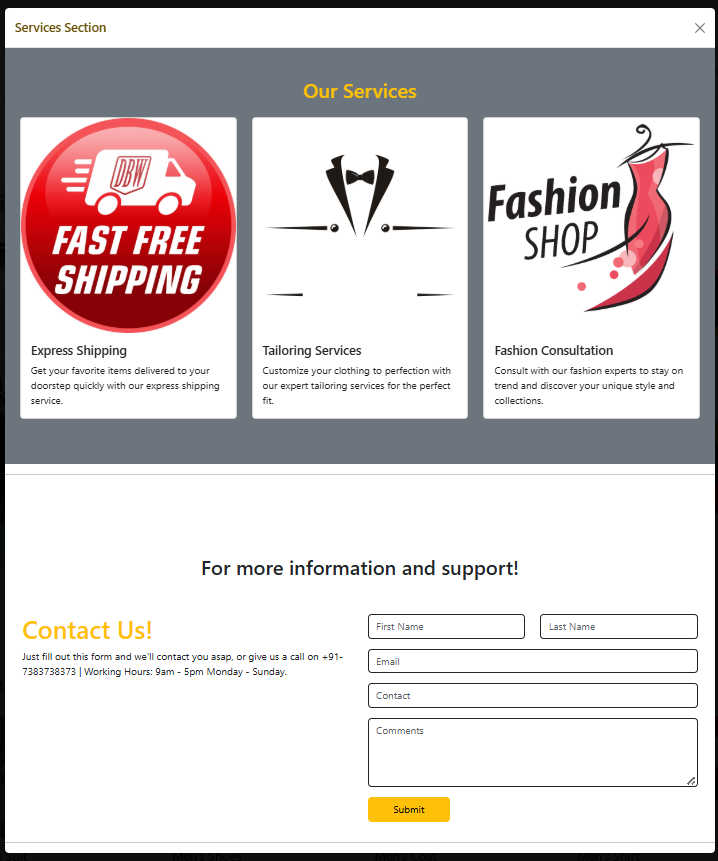 Services Section
Our Services
DBW
FAST FREE
SHIPPING
Fashion
SHOP
Express Shipping
Get your favorite items delivered to your
doorstep quickly with our express shipping
service.
Tailoring Services
Customize your clothing to perfection with
our expert tailoring services for the perfect
fit.
Fashion Consultation
Consult with our fashion experts to stay on
trend and discover your unique style and
collections.
For more information and support!
Contact Us!
Just fill out this form and we'll contact you asap, or give us a call on +91-
7383738373 | Working Hours: 9am - 5pm Monday - Sunday.
First Name
Last Name
Email
Contact
Comments
Submit